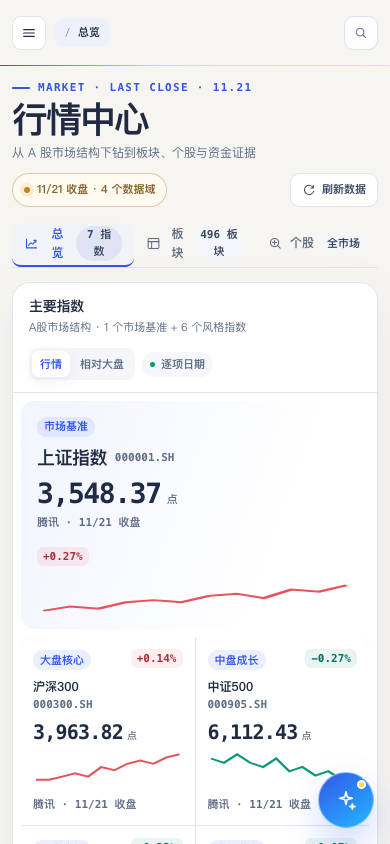 / 总览
MARKET · LAST CLOSE · 11.21
行情中心
从 A 股市场结构下钻到板块、个股与资金证据
11/21 收盘 · 4 个数据域
刷新数据
总览 7 指数 板块 496 板块 个股 全市场
主要指数
A股市场结构 · 1 个市场基准 + 6 个风格指数
行情 相对大盘 逐项日期
市场基准
上证指数 000001.SH
3,548.37 点
腾讯 · 11/21 收盘
+0.27%
大盘核心 +0.14%
沪深300
000300.SH
3,963.82 点
腾讯 · 11/21 收盘
中盘成长 −0.27%
中证500
000905.SH
6,112.43 点
腾讯 · 11/21 收盘